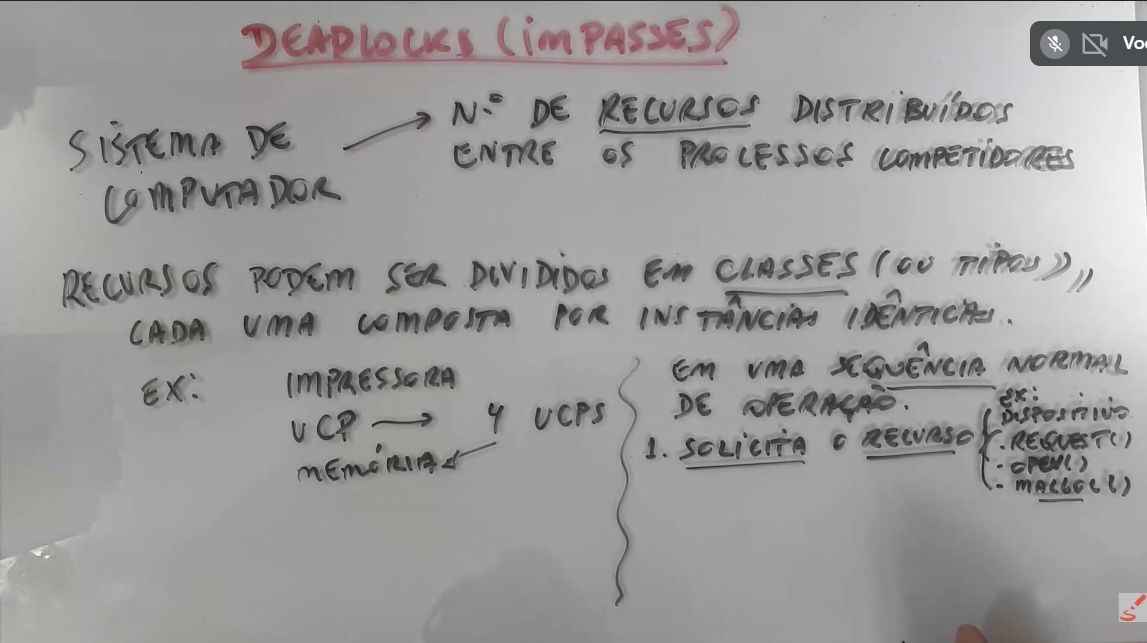 DEADLOCKS (IMPASSES)
SISTEMA DE
COMPUTADOR
N.º DE RECURSOS DISTRIBUÍDOS
ENTRE OS PROCESSOS COMPETIDORES
RECURSOS PODEM SER DIVIDIDOS EM CLASSES (OU TIPOS),
CADA UMA COMPOSTA POR INSTÂNCIAS IDÊNTICAS.
EX: IMPRESSORA
UCP → 4 UCPS
MEMÓRIA
EM UMA SEQUÊNCIA NORMAL
DE OPERAÇÃO.
1. SOLICITA O RECURSO
EX:
DISPOSITIVO
. REQUEST()
. OPEN()
. MALLOC()
Vo